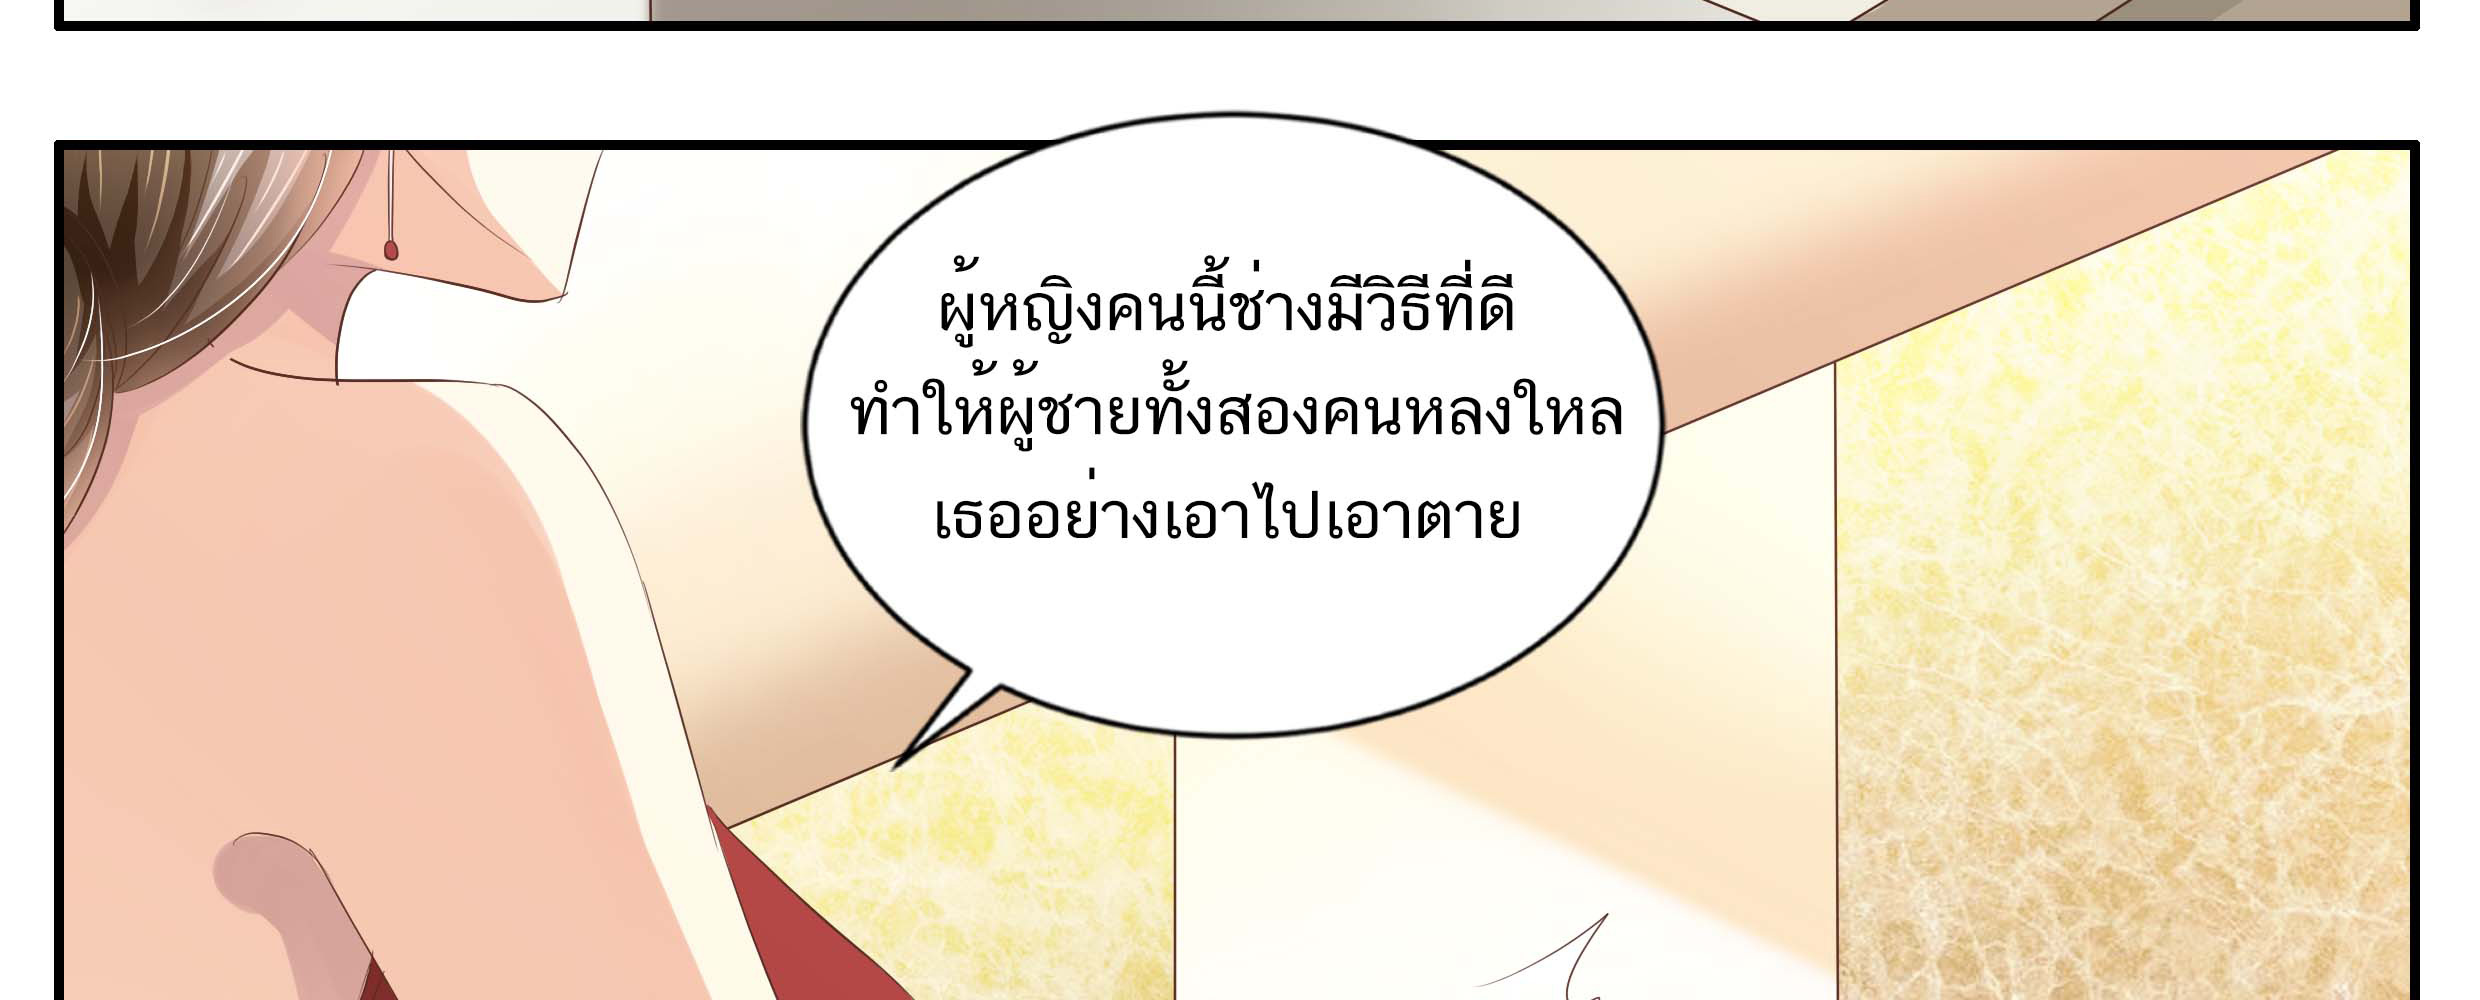 ผู้หญิงคนนี้ช่างมีวิธีที่ดี
ทำให้ผู้ชายทั้งสองคนหลงใหล
เธออย่างเอาไปเอาตาย